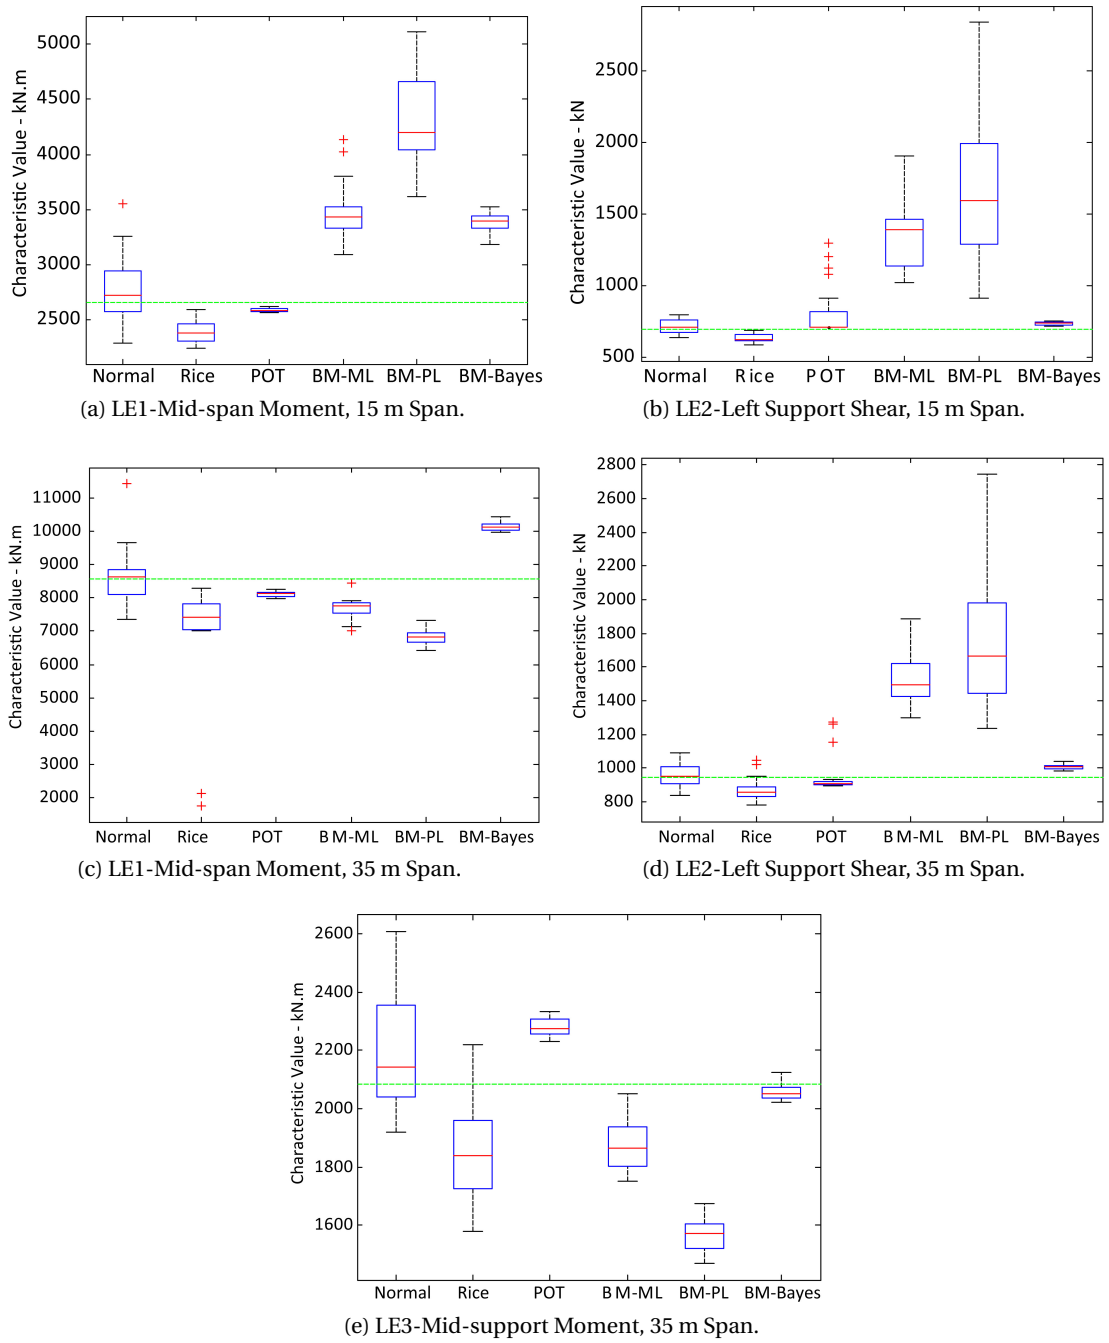 5000
4500
4000
3500
3000
2500
Characteristic Value - kN.m
Normal Rice POT BM-ML BM-PL BM-Bayes
(a) LE1-Mid-span Moment, 15 m Span.
2500
2000
1500
1000
500
Characteristic Value - kN
Normal Rice POT BM-ML BM-PL BM-Bayes
(b) LE2-Left Support Shear, 15 m Span.
11000
10000
9000
8000
7000
6000
5000
4000
3000
2000
Characteristic Value - kN.m
Normal Rice POT BM-ML BM-PL BM-Bayes
(c) LE1-Mid-span Moment, 35 m Span.
2800
2600
2400
2200
2000
1800
1600
1400
1200
1000
800
Characteristic Value - kN
Normal Rice POT BM-ML BM-PL BM-Bayes
(d) LE2-Left Support Shear, 35 m Span.
2600
2400
2200
2000
1800
1600
Characteristic Value - kN.m
Normal Rice POT BM-ML BM-PL BM-Bayes
(e) LE3-Mid-support Moment, 35 m Span.